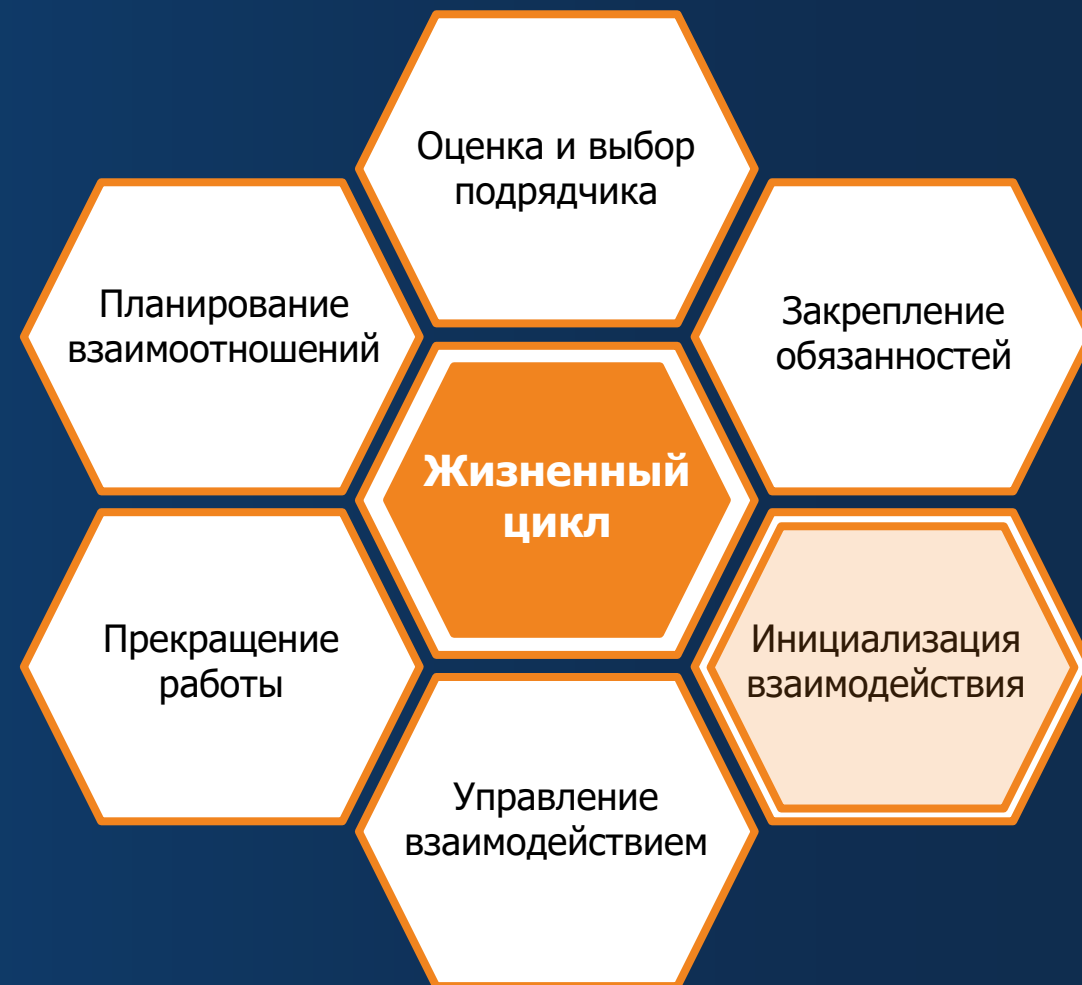 Оценка и выбор
подрядчика
Планирование
взаимоотношений
Закрепление
обязанностей
Жизненный
цикл
Прекращение
работы
Инициализация
взаимодействия
Управление
взаимодействием